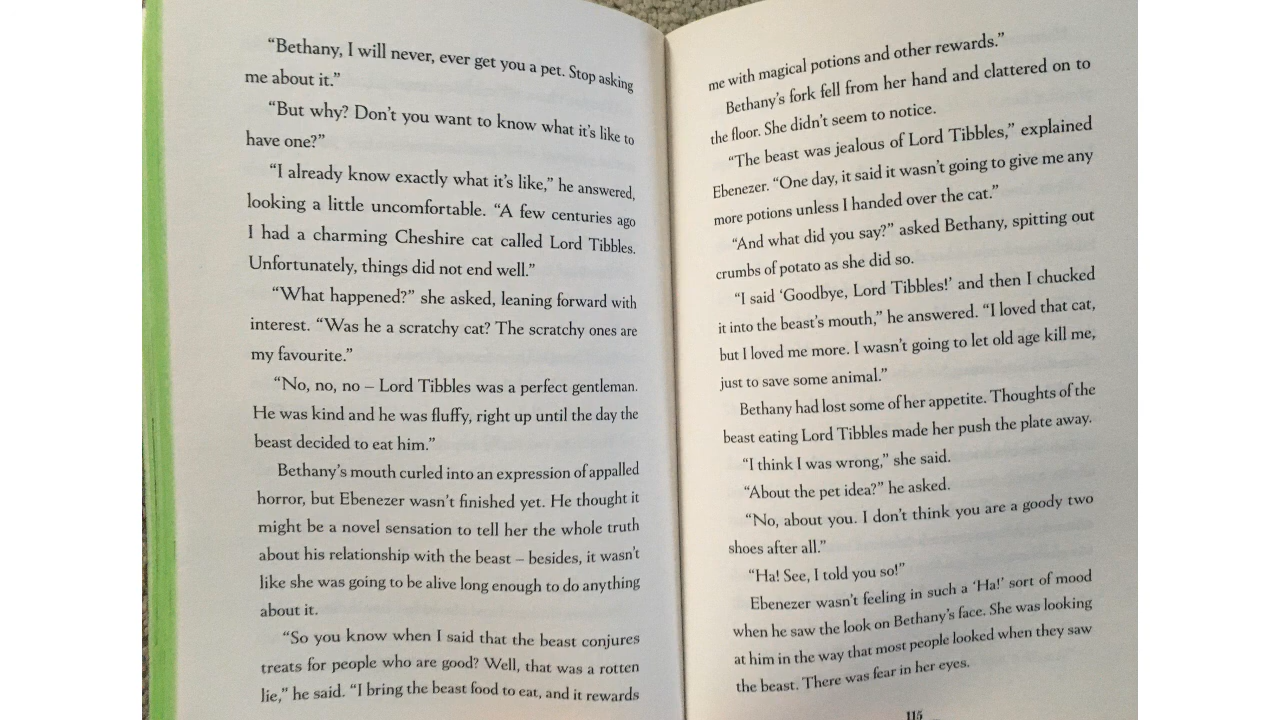 “Bethany, I will never, ever get you a pet. Stop asking
me about it.”
“But why? Don’t you want to know what it’s like to
have one?”
“I already know exactly what it’s like,” he answered,
looking a little uncomfortable. “A few centuries ago
I had a charming Cheshire cat called Lord Tibbles.
Unfortunately, things did not end well.”
“What happened?” she asked, leaning forward with
interest. “Was he a scratchy cat? The scratchy ones are
my favourite.”
“No, no, no – Lord Tibbles was a perfect gentleman.
He was kind and he was fluffy, right up until the day the
beast decided to eat him.”
Bethany’s mouth curled into an expression of appalled
horror, but Ebenezer wasn’t finished yet. He thought it
might be a novel sensation to tell her the whole truth
about his relationship with the beast – besides, it wasn’t
like she was going to be alive long enough to do anything
about it.
“So you know when I said that the beast conjures
treats for people who are good? Well, that was a rotten
lie,” he said. “I bring the beast food to eat, and it rewards
me with magical potions and other rewards.”
Bethany’s fork fell from her hand and clattered on to
the floor. She didn’t seem to notice.
“The beast was jealous of Lord Tibbles,” explained
Ebenezer. “One day, it said it wasn’t going to give me any
more potions unless I handed over the cat.”
“And what did you say?” asked Bethany, spitting out
crumbs of potato as she did so.
“I said ‘Goodbye, Lord Tibbles!’ and then I chucked
it into the beast’s mouth,” he answered. “I loved that cat,
but I loved me more. I wasn’t going to let old age kill me,
just to save some animal.”
Bethany had lost some of her appetite. Thoughts of the
beast eating Lord Tibbles made her push the plate away.
“I think I was wrong,” she said.
“About the pet idea?” he asked.
“No, about you. I don’t think you are a goody two
shoes after all.”
“Ha! See, I told you so!”
Ebenezer wasn’t feeling in such a ‘Ha!’ sort of mood
when he saw the look on Bethany’s face. She was looking
at him in the way that most people looked when they saw
the beast. There was fear in her eyes.
115